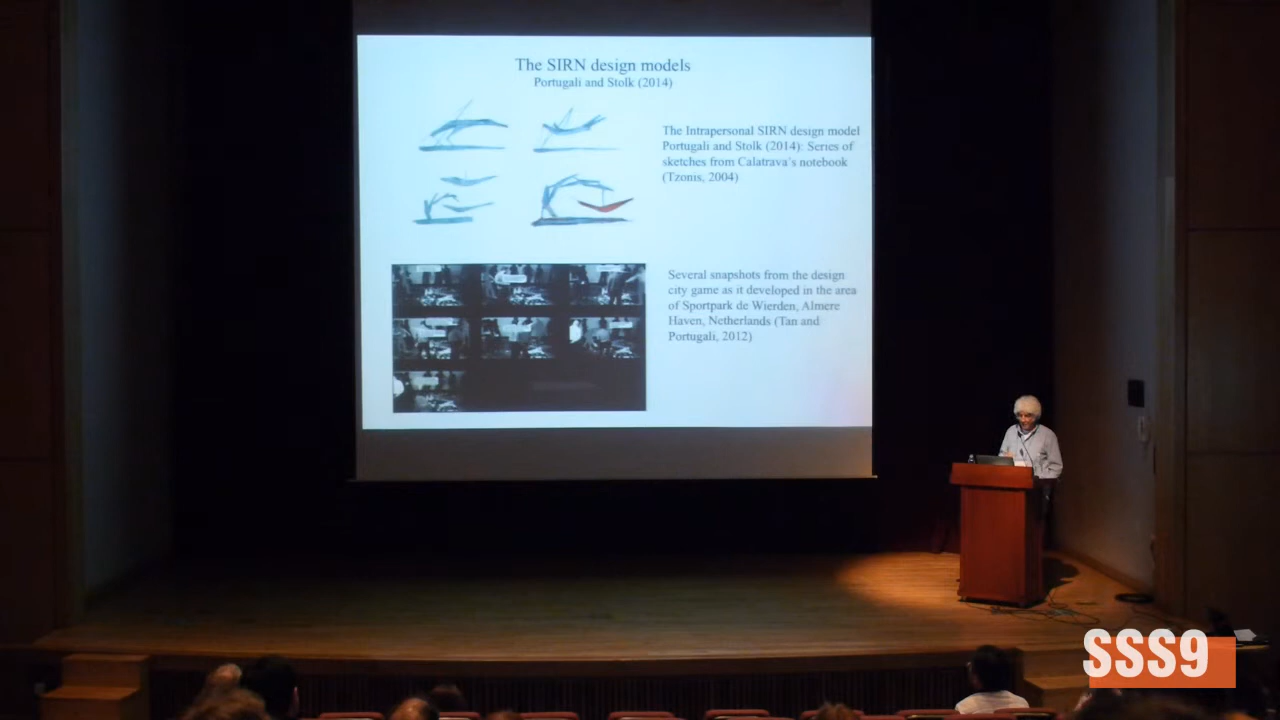 The SIRN design models
Portugali and Stolk (2014)
The Intrapersonal SIRN design model
Portugali and Stolk (2014): Series of
sketches from Calatrava's notebook
(Tzonis, 2004)
Several snapshots from the design
city game as it developed in the area
of Sportpark de Wierden, Almere
Haven, Netherlands (Tan and
Portugali, 2012)
SSS9